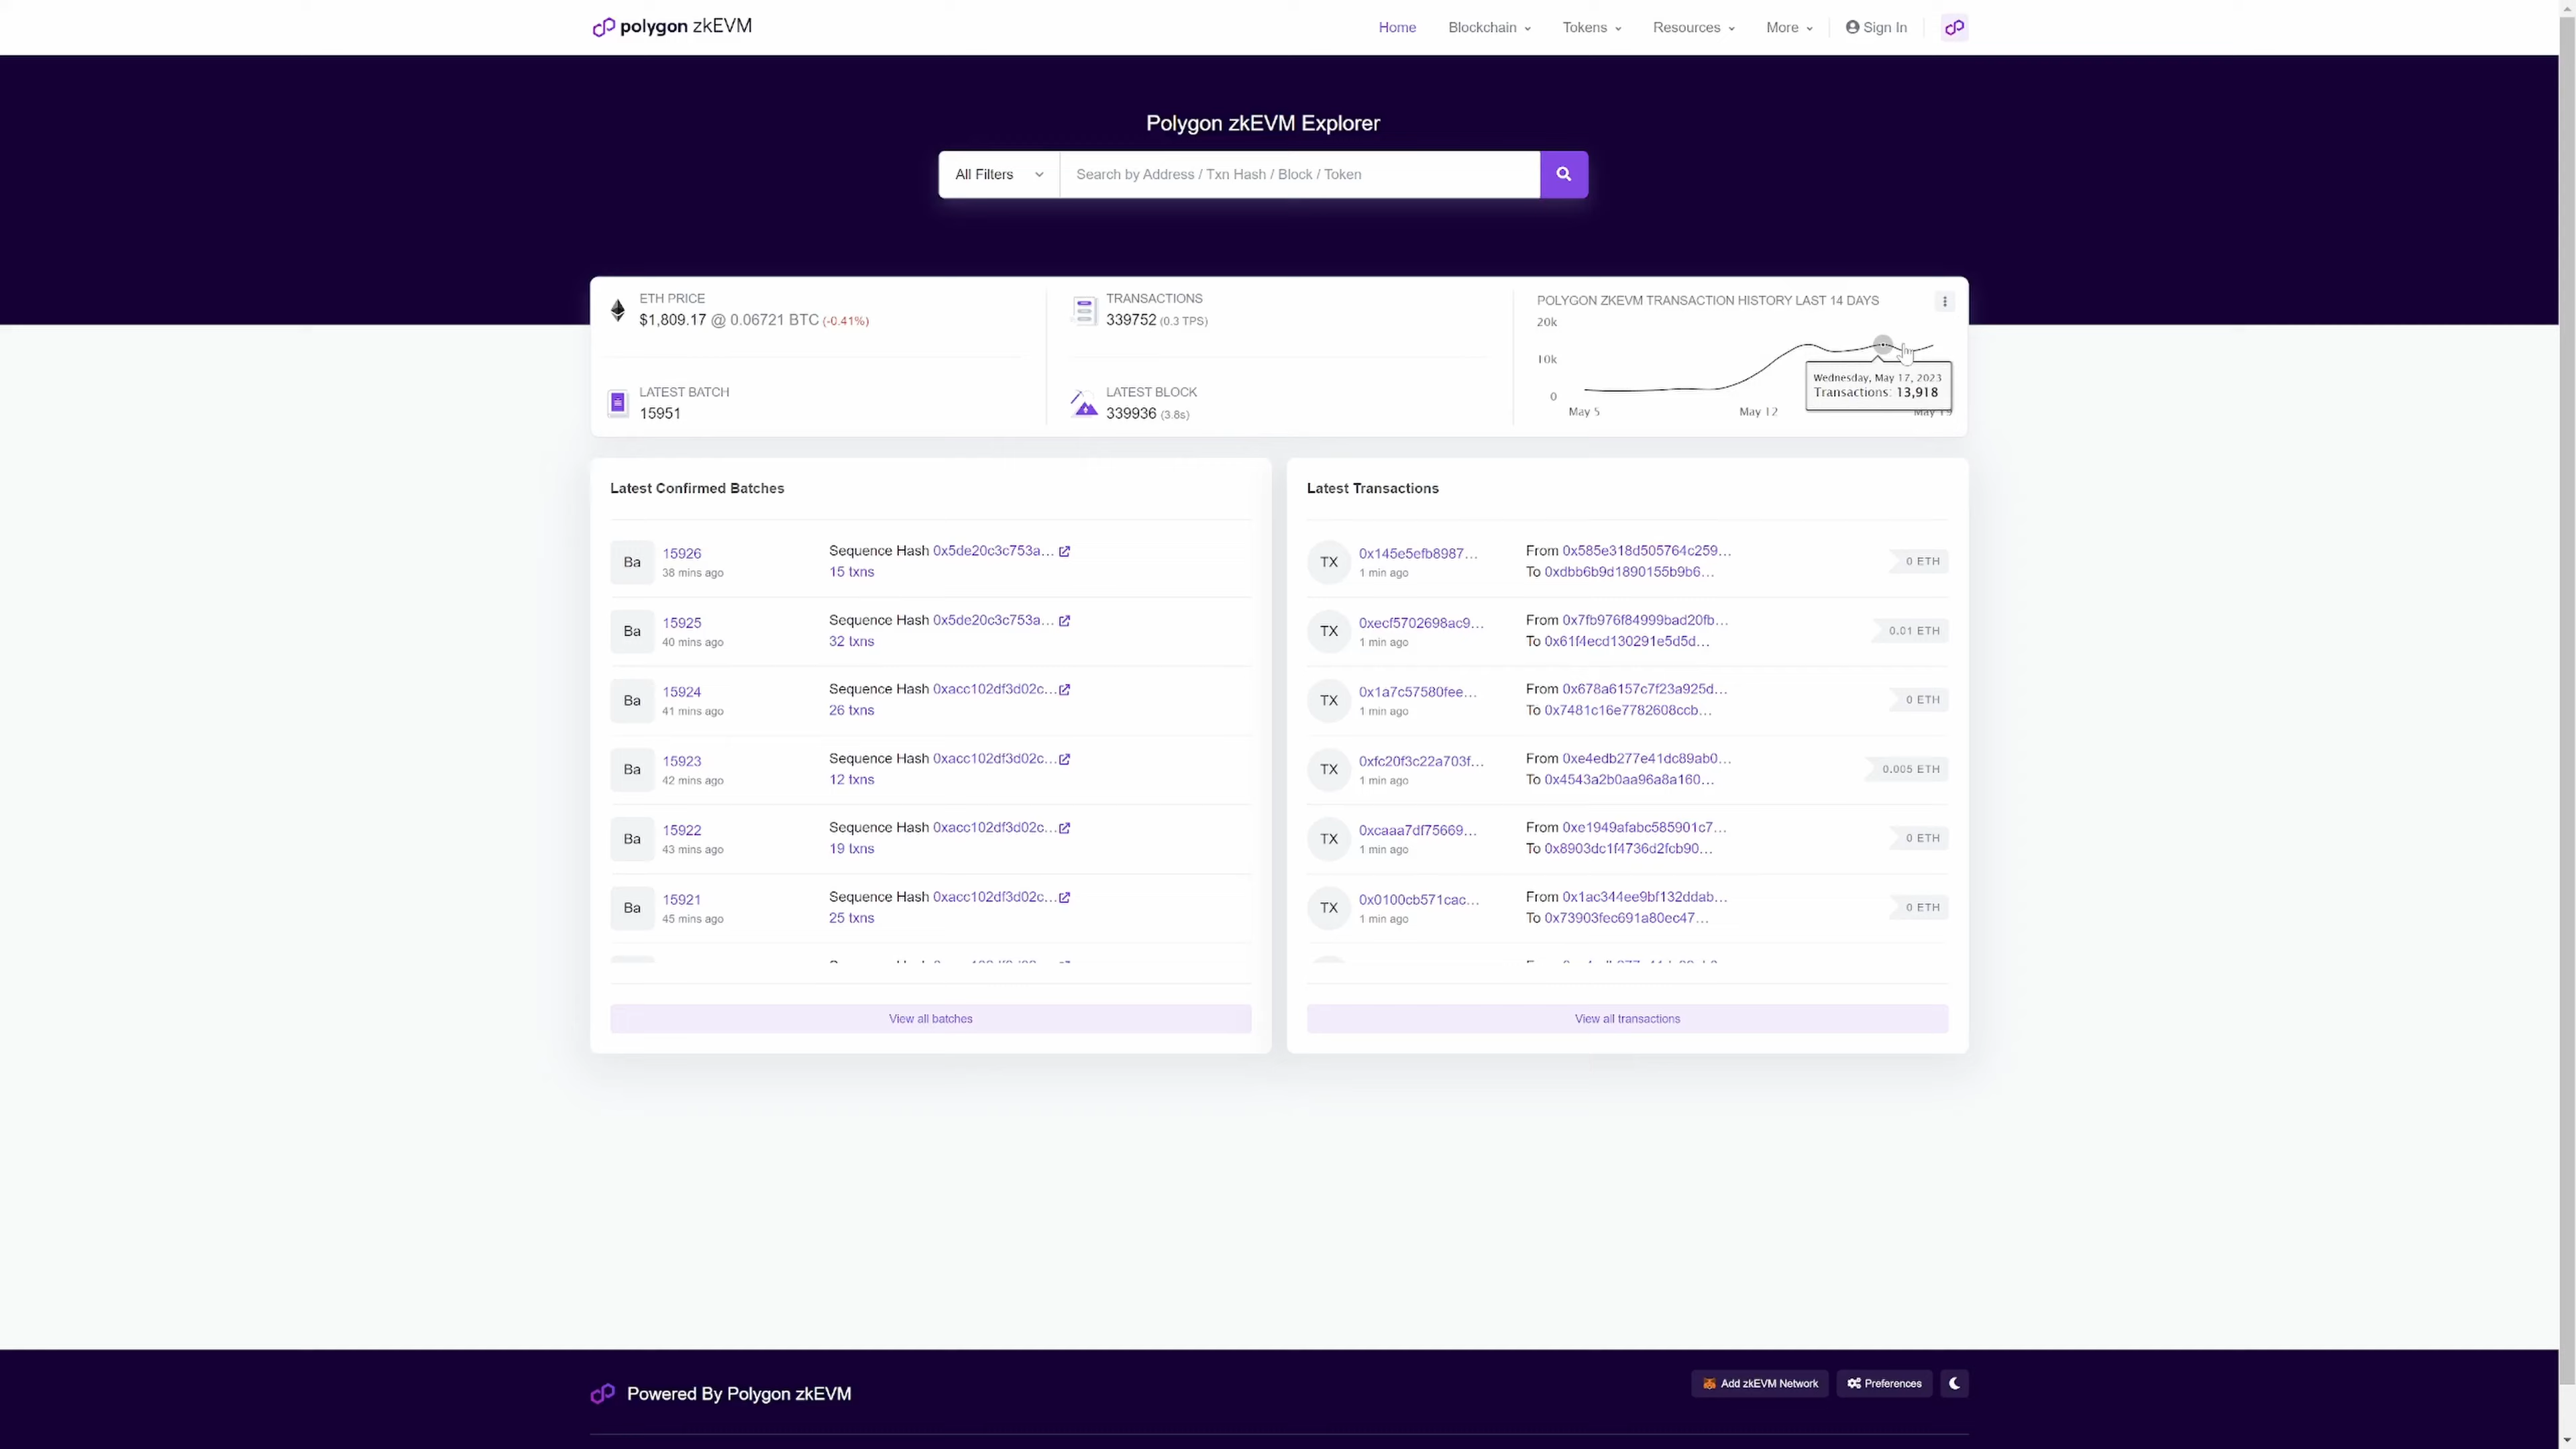 polygon zkEVM
Home Blockchain Tokens Resources More Sign In
Polygon zkEVM Explorer
All Filters
Search by Address / Txn Hash / Block / Token
ETH PRICE
$1,809.17 @ 0.06721 BTC (-0.41%)
LATEST BATCH
15951
TRANSACTIONS
339752 (0.3 TPS)
LATEST BLOCK
339936 (3.8s)
POLYGON ZKEVM TRANSACTION HISTORY LAST 14 DAYS
20k
10k
0
Wednesday, May 17, 2023
Transactions: 13,918
May 5 May 12 May 19
Latest Confirmed Batches
Ba 15926 Sequence Hash 0x5de20c3c753a...
38 mins ago 15 txns
Ba 15925 Sequence Hash 0x5de20c3c753a...
40 mins ago 32 txns
Ba 15924 Sequence Hash 0xacc102df3d02c...
41 mins ago 26 txns
Ba 15923 Sequence Hash 0xacc102df3d02c...
42 mins ago 12 txns
Ba 15922 Sequence Hash 0xacc102df3d02c...
43 mins ago 19 txns
Ba 15921 Sequence Hash 0xacc102df3d02c...
45 mins ago 25 txns
View all batches
Latest Transactions
TX 0x145e5efb8987... From 0x585e318d505764c259... 0 ETH
1 min ago To 0xdbb6b9d1890155b9b6...
TX 0xecf5702698ac9... From 0x7fb976f84999bad20fb... 0.01 ETH
1 min ago To 0x61f4ecd130291e5d5d...
TX 0x1a7c57580fee... From 0x678a6157c7f23a925d... 0 ETH
1 min ago To 0x7481c16e7782608ccb...
TX 0xfc20f3c22a703f... From 0xe4edb277e41dc89ab0... 0.005 ETH
1 min ago To 0x4543a2b0aa96a8a160...
TX 0xcaaa7df75669... From 0xe1949afabc585901c7... 0 ETH
1 min ago To 0x8903dc1f4736d2fcb90...
TX 0x0100cb571cac... From 0x1ac344ee9bf132ddab... 0 ETH
1 min ago To 0x73903fec691a80ec47...
View all transactions
Powered By Polygon zkEVM
Add zkEVM Network Preferences